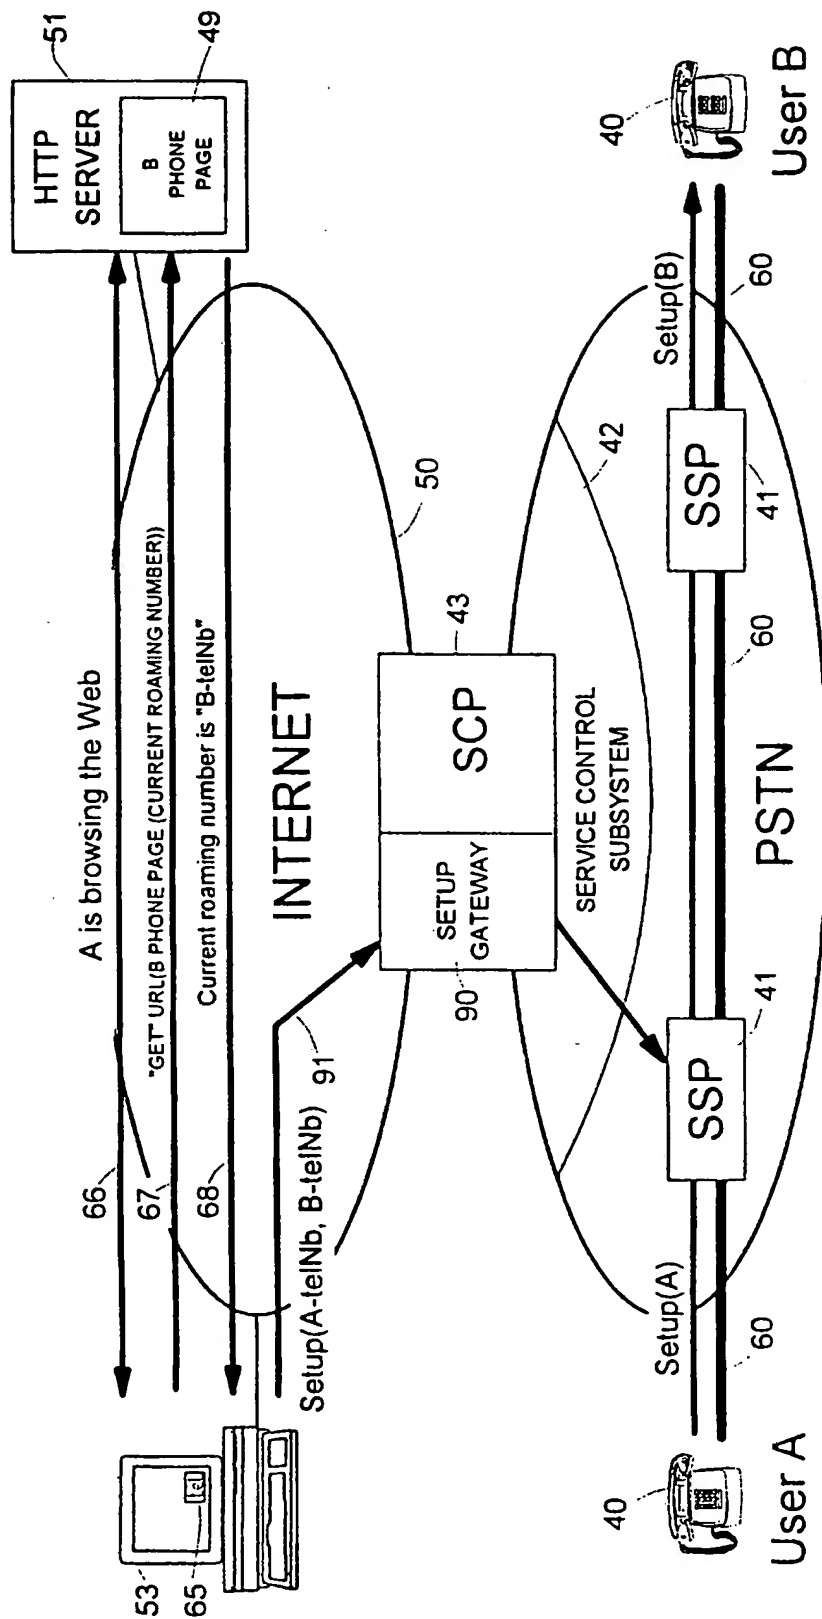 51
HTTP
SERVER
49
B
PHONE
PAGE
A is browsing the Web
66
"GET" URL(B PHONE PAGE (CURRENT ROAMING NUMBER))
67
Current roaming number is "B-telNb"
68
53
65
tel
INTERNET
50
91
Setup(A-telNb, B-telNb)
43
SETUP
GATEWAY
SCP
90
SERVICE CONTROL
SUBSYSTEM
42
Setup(A)
Setup(B)
40
SSP
SSP
40
41
41
60
60
60
User A
PSTN
User B